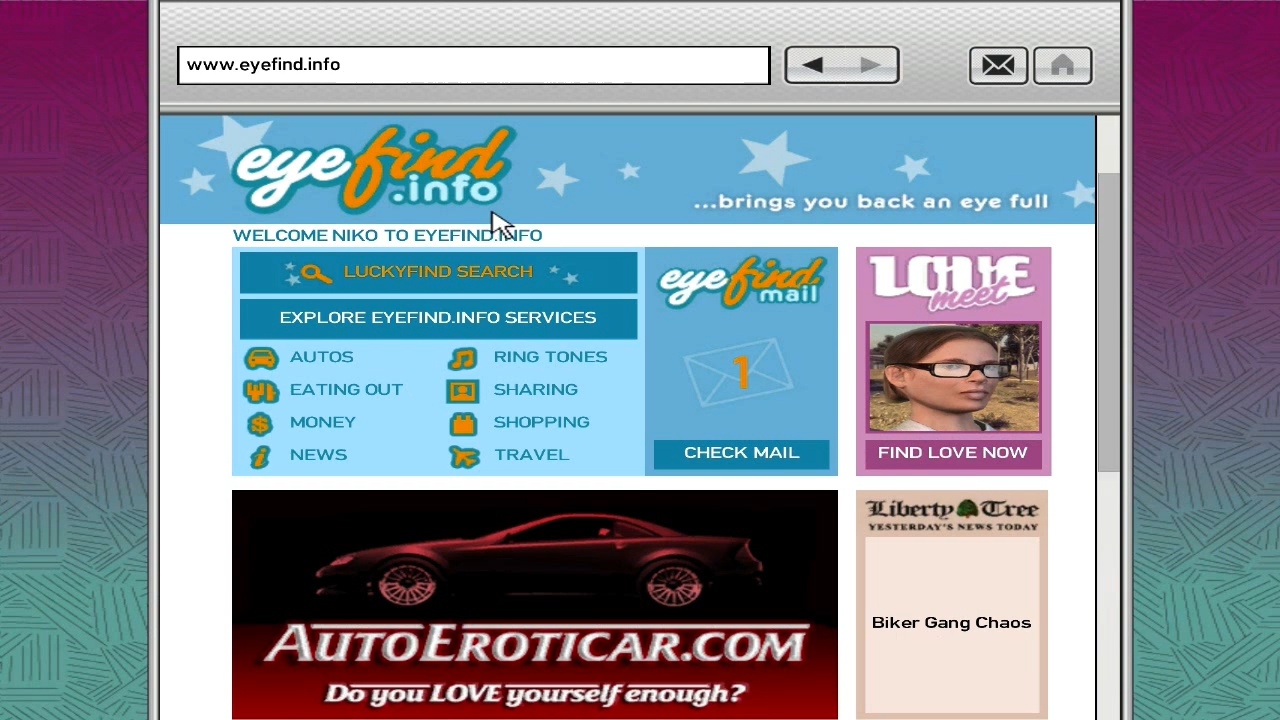 www.eyefind.info
eyefind
.info
...brings you back an eye full
WELCOME NIKO TO EYEFIND.INFO
LUCKYFIND SEARCH
EXPLORE EYEFIND.INFO SERVICES
AUTOS
RING TONES
EATING OUT
SHARING
MONEY
SHOPPING
NEWS
TRAVEL
eyefind
mail
1
CHECK MAIL
LOVE
meet
FIND LOVE NOW
AUTOEROTICAR.COM
Do you LOVE yourself enough?
Liberty Tree
YESTERDAY'S NEWS TODAY
Biker Gang Chaos